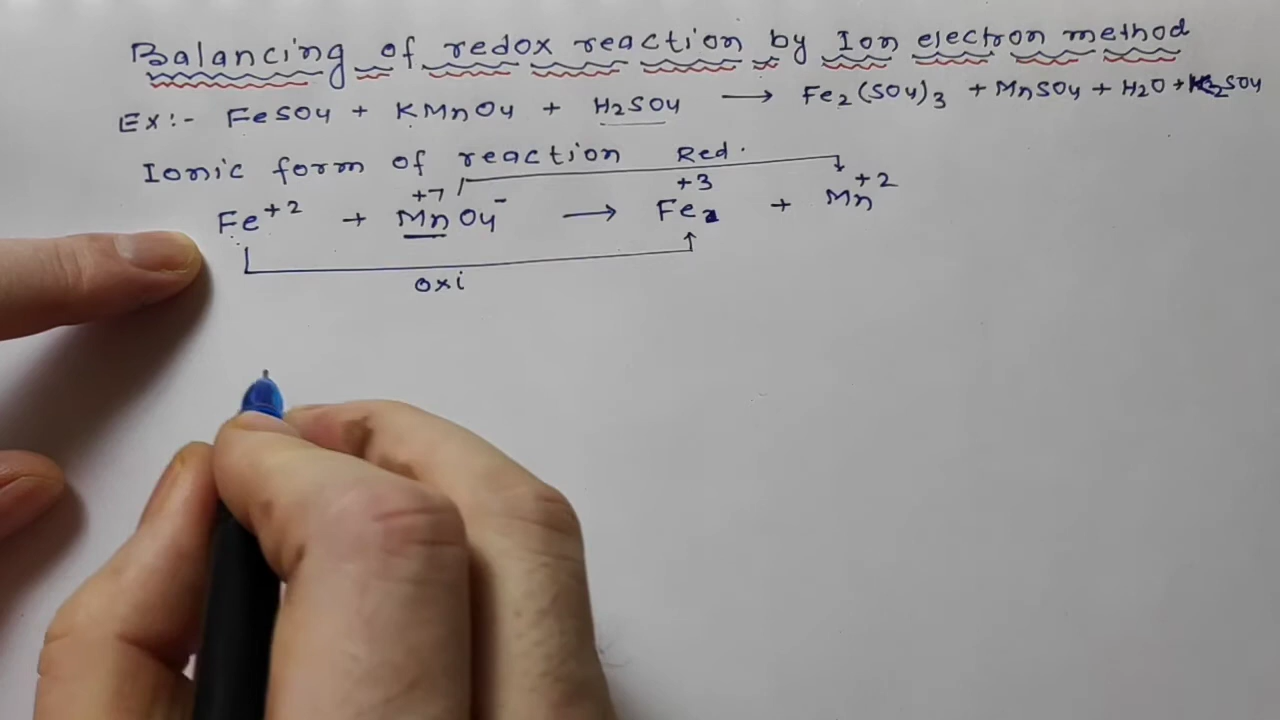 Balancing of redox reaction by Ion electron method
Ex:- FeSO4 + KMnO4 + H2SO4 → Fe2(SO4)3 + MnSO4 + H2O + K2SO4
Ionic form of reaction Red.
Fe+2 + +7 MnO4- → +3 Fe2 + Mn+2
oxi